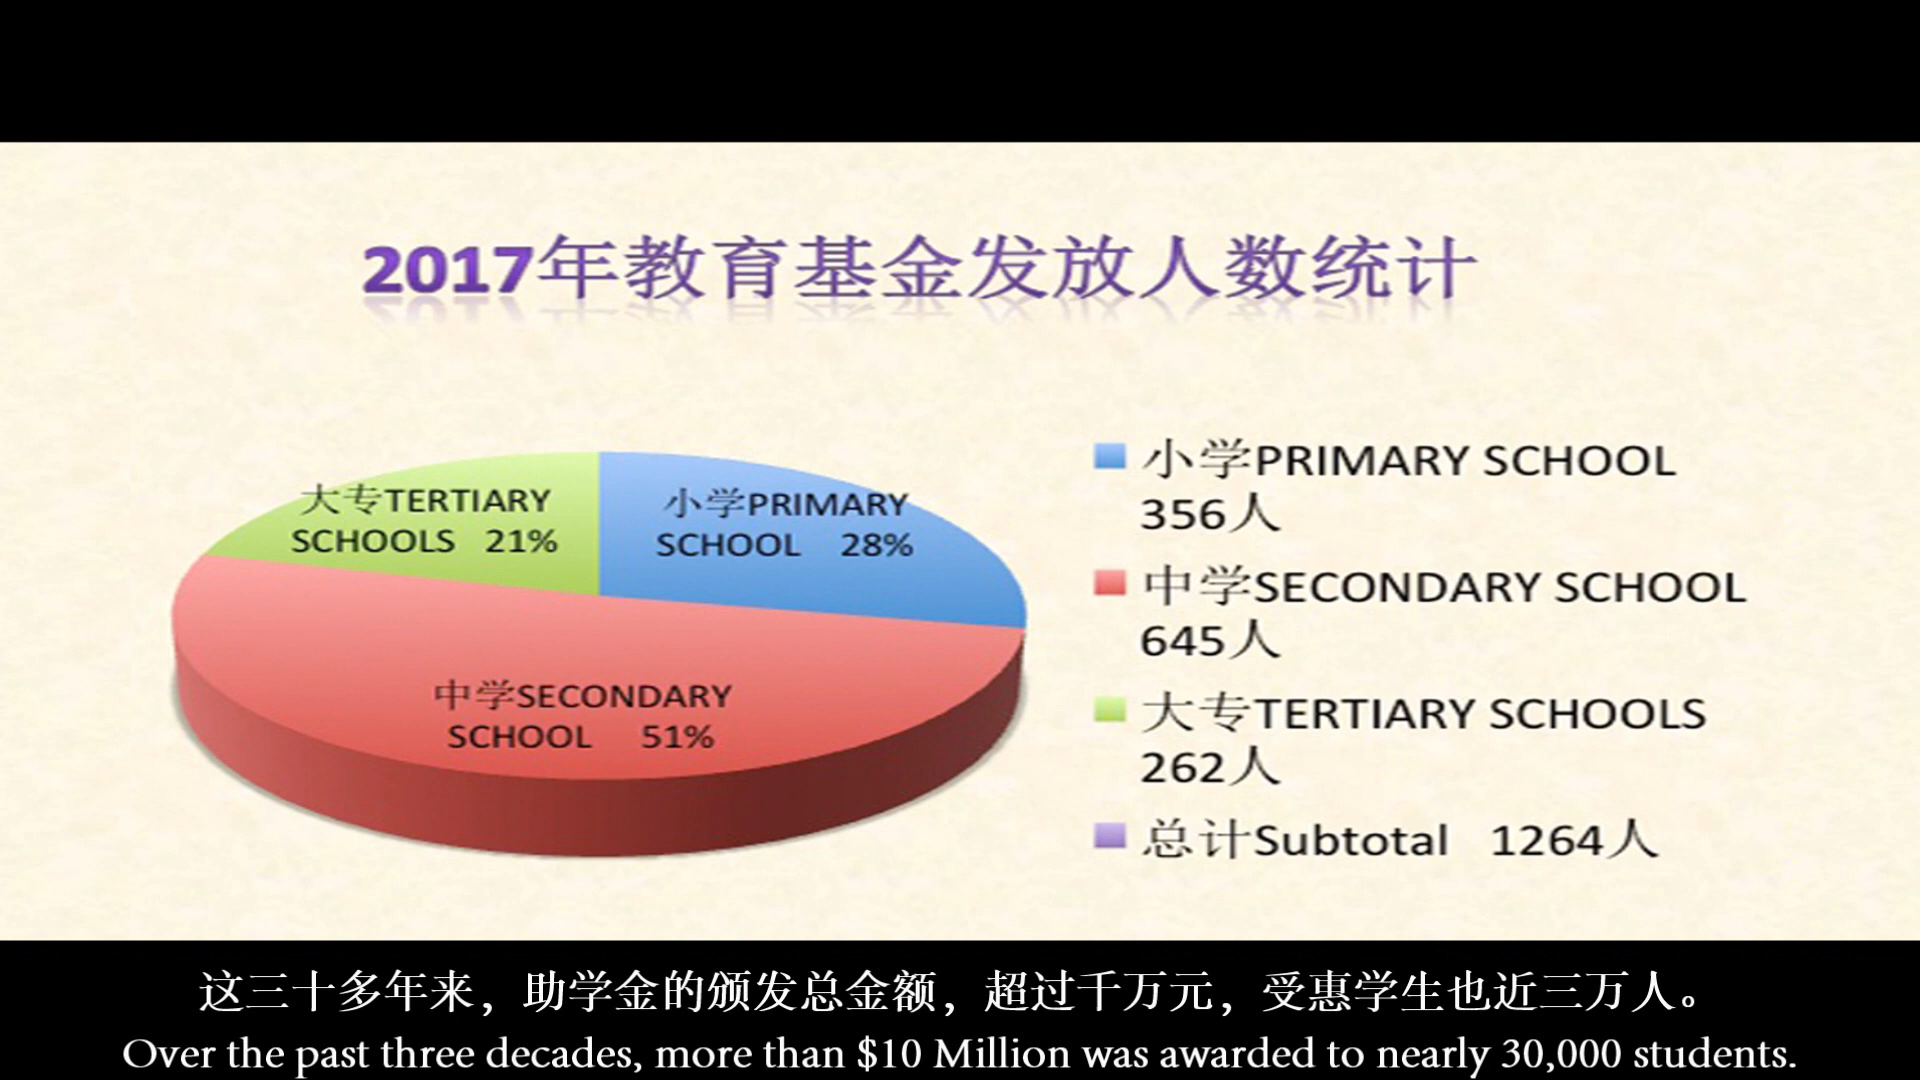 2017年教育基金发放人数统计
大专TERTIARY
SCHOOLS 21%
小学PRIMARY
SCHOOL 28%
中学SECONDARY
SCHOOL 51%
小学PRIMARY SCHOOL
356人
中学SECONDARY SCHOOL
645人
大专TERTIARY SCHOOLS
262人
总计Subtotal 1264人
这三十多年来，助学金的颁发总金额，超过千万元，受惠学生也近三万人。
Over the past three decades, more than $10 Million was awarded to nearly 30,000 students.